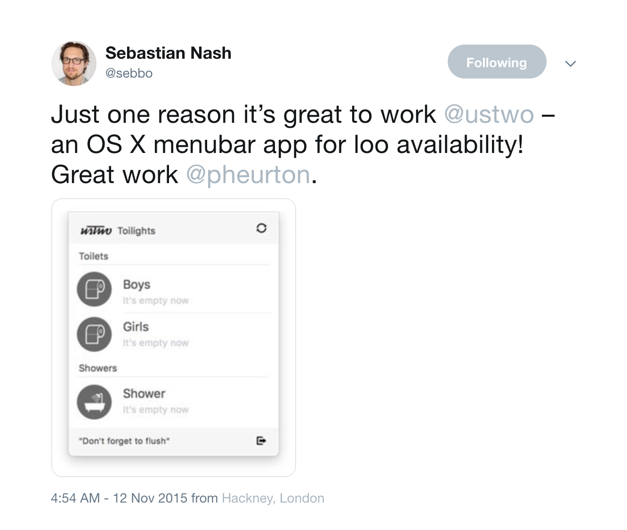 Sebastian Nash
@sebbo
Following
Just one reason it’s great to work @ustwo –
an OS X menubar app for loo availability!
Great work @pheurton.
ustwo Toilights
Toilets
Boys
It's empty now
Girls
It's empty now
Showers
Shower
It's empty now
"Don't forget to flush"
4:54 AM - 12 Nov 2015 from Hackney, London